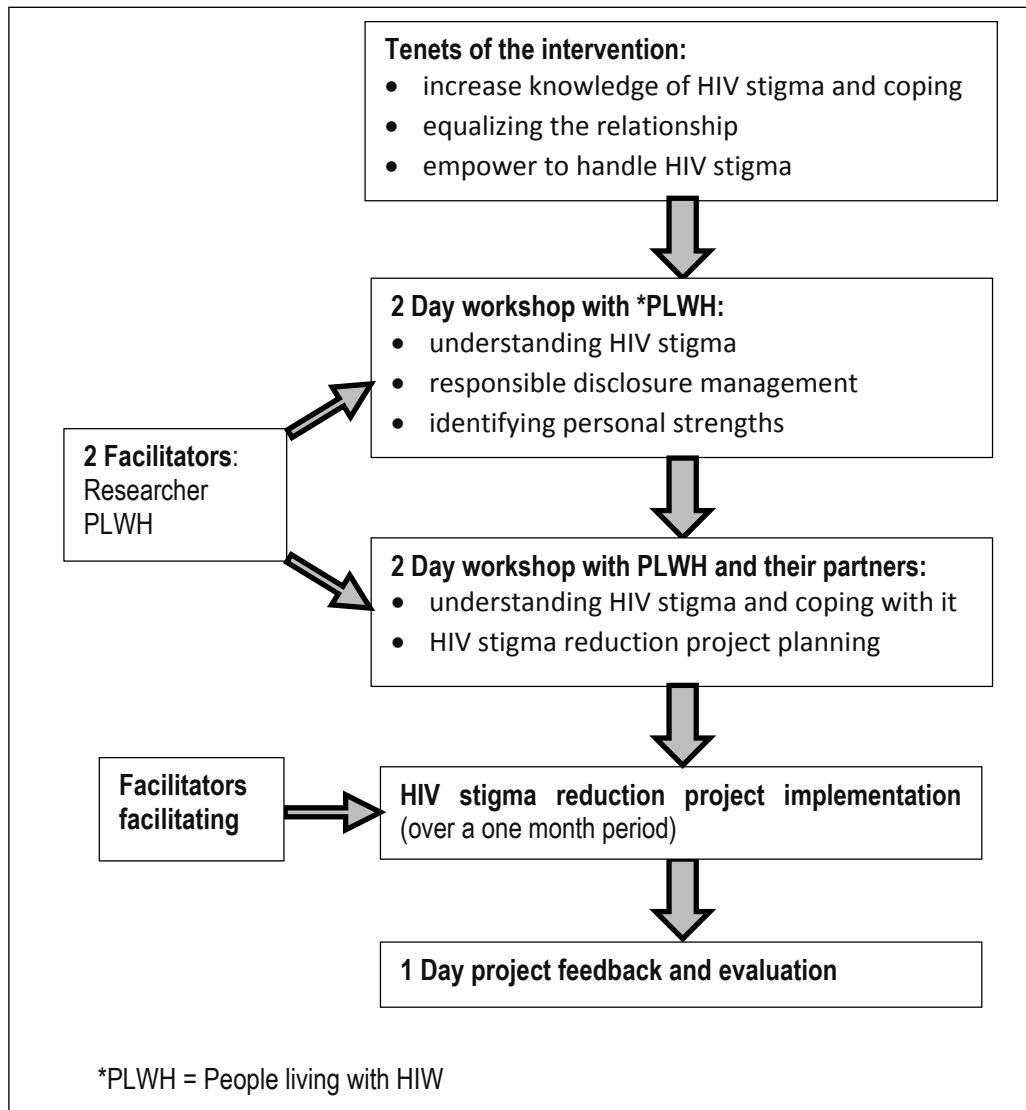 Tenets of the intervention:
• increase knowledge of HIV stigma and coping
• equalizing the relationship
• empower to handle HIV stigma
2 Day workshop with *PLWH:
• understanding HIV stigma
• responsible disclosure management
• identifying personal strengths
2 Facilitators:
Researcher
PLWH
2 Day workshop with PLWH and their partners:
• understanding HIV stigma and coping with it
• HIV stigma reduction project planning
Facilitators
facilitating
HIV stigma reduction project implementation
(over a one month period)
1 Day project feedback and evaluation
*PLWH = People living with HIW